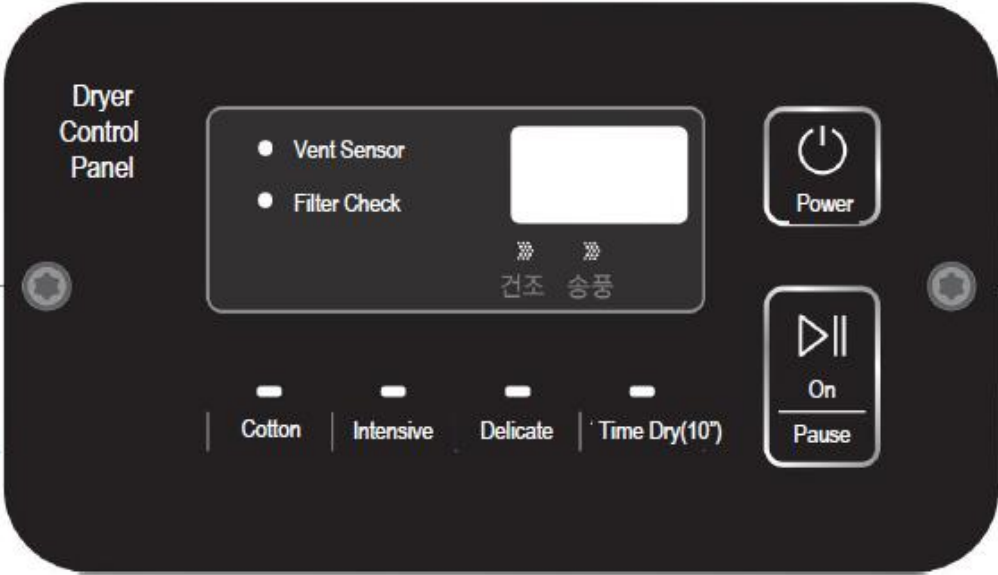 Dryer
Control
Panel
Vent Sensor
Filter Check
건조 송풍
Power
On
Pause
Cotton
Intensive
Delicate
Time Dry(10")